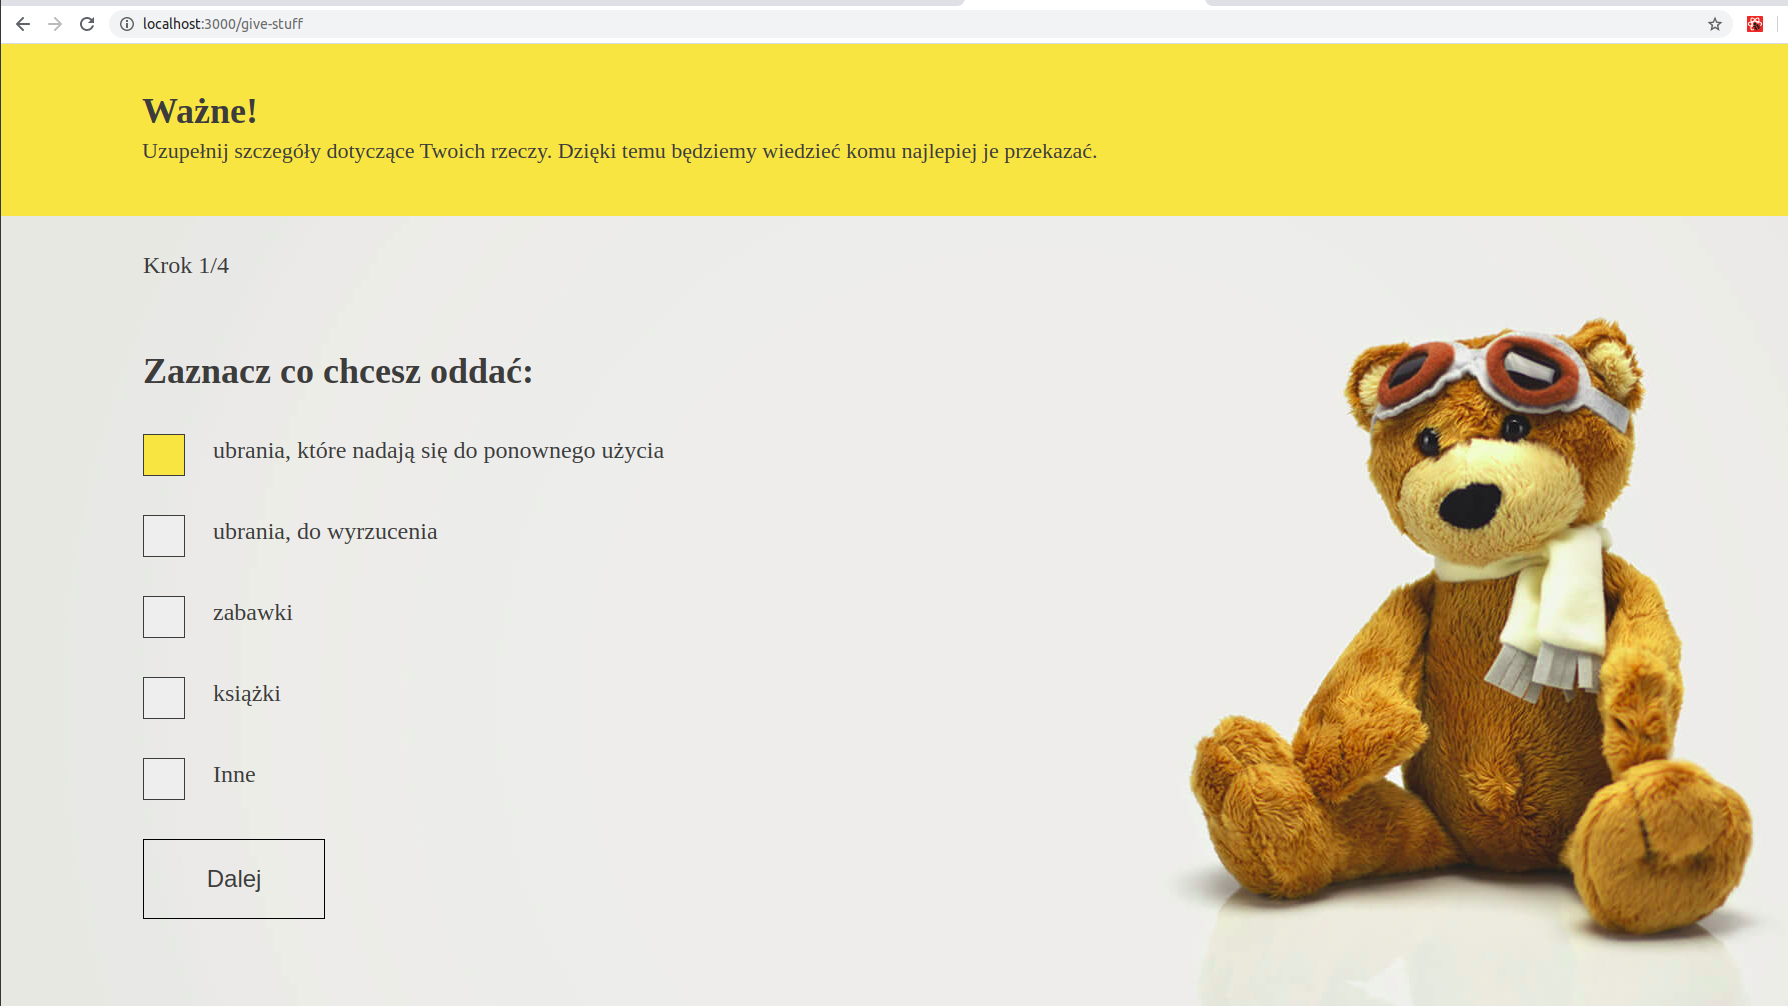 localhost:3000/give-stuff
Ważne!
Uzupełnij szczegóły dotyczące Twoich rzeczy. Dzięki temu będziemy wiedzieć komu najlepiej je przekazać.
Krok 1/4
Zaznacz co chcesz oddać:
ubrania, które nadają się do ponownego użycia
ubrania, do wyrzucenia
zabawki
książki
Inne
Dalej